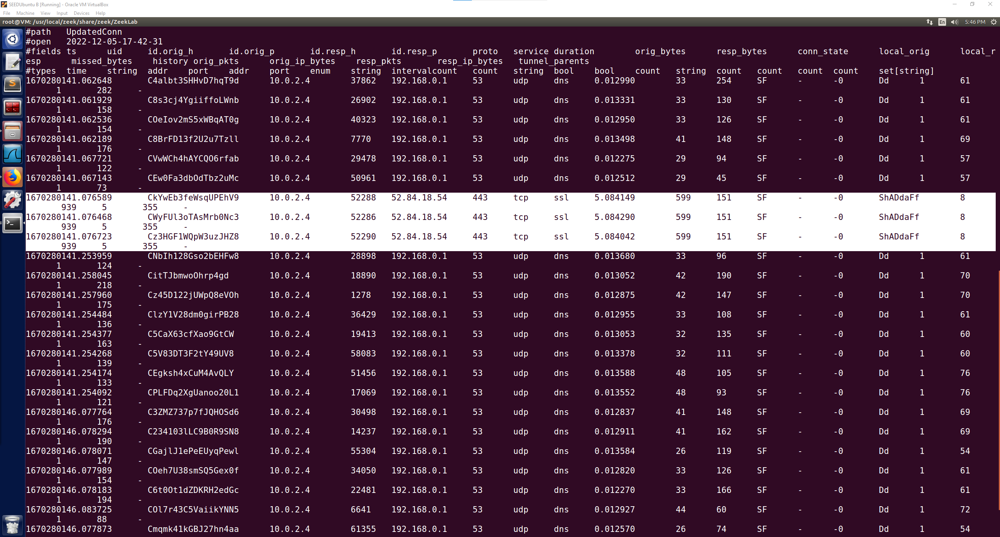 SEEDUbuntu B [Running] - Oracle VM VirtualBox
File Machine View Input Devices Help
root@VM: /usr/local/zeek/share/zeek/ZeekLab En 5:46 PM
#path UpdatedConn
#open 2022-12-05-17-42-31
#fields ts uid id.orig_h id.orig_p id.resp_h id.resp_p proto service duration orig_bytes resp_bytes conn_state local_orig local_r
esp missed_bytes history orig_pkts orig_ip_bytes resp_pkts resp_ip_bytes tunnel_parents
#types time string addr port addr port enum string intervalcount count string bool bool count string count count count count set[string]
1670280141.062648 C4albt3SHHvD7hqT9d 10.0.2.4 37862 192.168.0.1 53 udp dns 0.012990 33 254 SF - -0 Dd 1 61
1 282 -
1670280141.061929 C8s3cj4YgiiffoLWnb 10.0.2.4 26902 192.168.0.1 53 udp dns 0.013331 33 130 SF - -0 Dd 1 61
1 158 -
1670280141.062536 COeIov2mS5xWBqAT0g 10.0.2.4 40323 192.168.0.1 53 udp dns 0.012950 33 126 SF - -0 Dd 1 61
1 154 -
1670280141.062189 C8BrFD13f2U2u7Tzll 10.0.2.4 7770 192.168.0.1 53 udp dns 0.013498 41 148 SF - -0 Dd 1 69
1 176 -
1670280141.067721 CVwWCh4hAYCQO6rfab 10.0.2.4 29478 192.168.0.1 53 udp dns 0.012275 29 94 SF - -0 Dd 1 57
1 122 -
1670280141.067143 CEw0Fa3dbOdTbz2uMc 10.0.2.4 50961 192.168.0.1 53 udp dns 0.012512 29 45 SF - -0 Dd 1 57
1 73 -
1670280141.076589 CkYwEb3feWsqUPEhV9 10.0.2.4 52288 52.84.18.54 443 tcp ssl 5.084149 599 151 SF - -0 ShADdaFf 8
939 5 355 -
1670280141.076468 CWyFUl3oTAsMrb0Nc3 10.0.2.4 52286 52.84.18.54 443 tcp ssl 5.084290 599 151 SF - -0 ShADdaFf 8
939 5 355 -
1670280141.076723 Cz3HGF1WQpW3uzJHZ8 10.0.2.4 52290 52.84.18.54 443 tcp ssl 5.084042 599 151 SF - -0 ShADdaFf 8
939 5 355 -
1670280141.253959 CNbIh128Gso2bEHFw8 10.0.2.4 28898 192.168.0.1 53 udp dns 0.013680 33 96 SF - -0 Dd 1 61
1 124 -
1670280141.258045 CitTJbmwoOhrp4gd 10.0.2.4 18890 192.168.0.1 53 udp dns 0.013052 42 190 SF - -0 Dd 1 70
1 218 -
1670280141.257960 Cz45D122jUWpQ8eVOh 10.0.2.4 1278 192.168.0.1 53 udp dns 0.012875 42 147 SF - -0 Dd 1 70
1 175 -
1670280141.254484 ClzY1V28dm0girPB28 10.0.2.4 36429 192.168.0.1 53 udp dns 0.012955 33 108 SF - -0 Dd 1 61
1 136 -
1670280141.254377 C5CaX63cfXao9GtCW 10.0.2.4 19413 192.168.0.1 53 udp dns 0.013053 32 135 SF - -0 Dd 1 60
1 163 -
1670280141.254268 C5V83DT3F2tY49UV8 10.0.2.4 58083 192.168.0.1 53 udp dns 0.013378 32 111 SF - -0 Dd 1 60
1 139 -
1670280141.254174 CEgksh4xCuM4AvQLY 10.0.2.4 51456 192.168.0.1 53 udp dns 0.013588 48 105 SF - -0 Dd 1 76
1 133 -
1670280141.254092 CPLFDq2XgUanoo20L1 10.0.2.4 17069 192.168.0.1 53 udp dns 0.013552 48 93 SF - -0 Dd 1 76
1 121 -
1670280146.077764 C3ZMZ737p7fJQHOSd6 10.0.2.4 30498 192.168.0.1 53 udp dns 0.012837 41 148 SF - -0 Dd 1 69
1 176 -
1670280146.078294 C234103lLC9B0R9SN8 10.0.2.4 14237 192.168.0.1 53 udp dns 0.012911 41 162 SF - -0 Dd 1 69
1 190 -
1670280146.078071 CGajlJ1ePeEUyqPewl 10.0.2.4 55304 192.168.0.1 53 udp dns 0.013584 26 119 SF - -0 Dd 1 54
1 147 -
1670280146.077989 COeh7U38smSQ5Gex0f 10.0.2.4 34050 192.168.0.1 53 udp dns 0.012820 33 126 SF - -0 Dd 1 61
1 154 -
1670280146.078183 C6t0Ot1dZDKRH2edGc 10.0.2.4 22481 192.168.0.1 53 udp dns 0.012270 33 166 SF - -0 Dd 1 61
1 194 -
1670280146.083725 COl7r43C5VaiikYNN5 10.0.2.4 6641 192.168.0.1 53 udp dns 0.012927 44 60 SF - -0 Dd 1 72
1 88 -
1670280146.077873 Cmqmk41kGBJ27hn4aa 10.0.2.4 61355 192.168.0.1 53 udp dns 0.012570 26 74 SF - -0 Dd 1 54